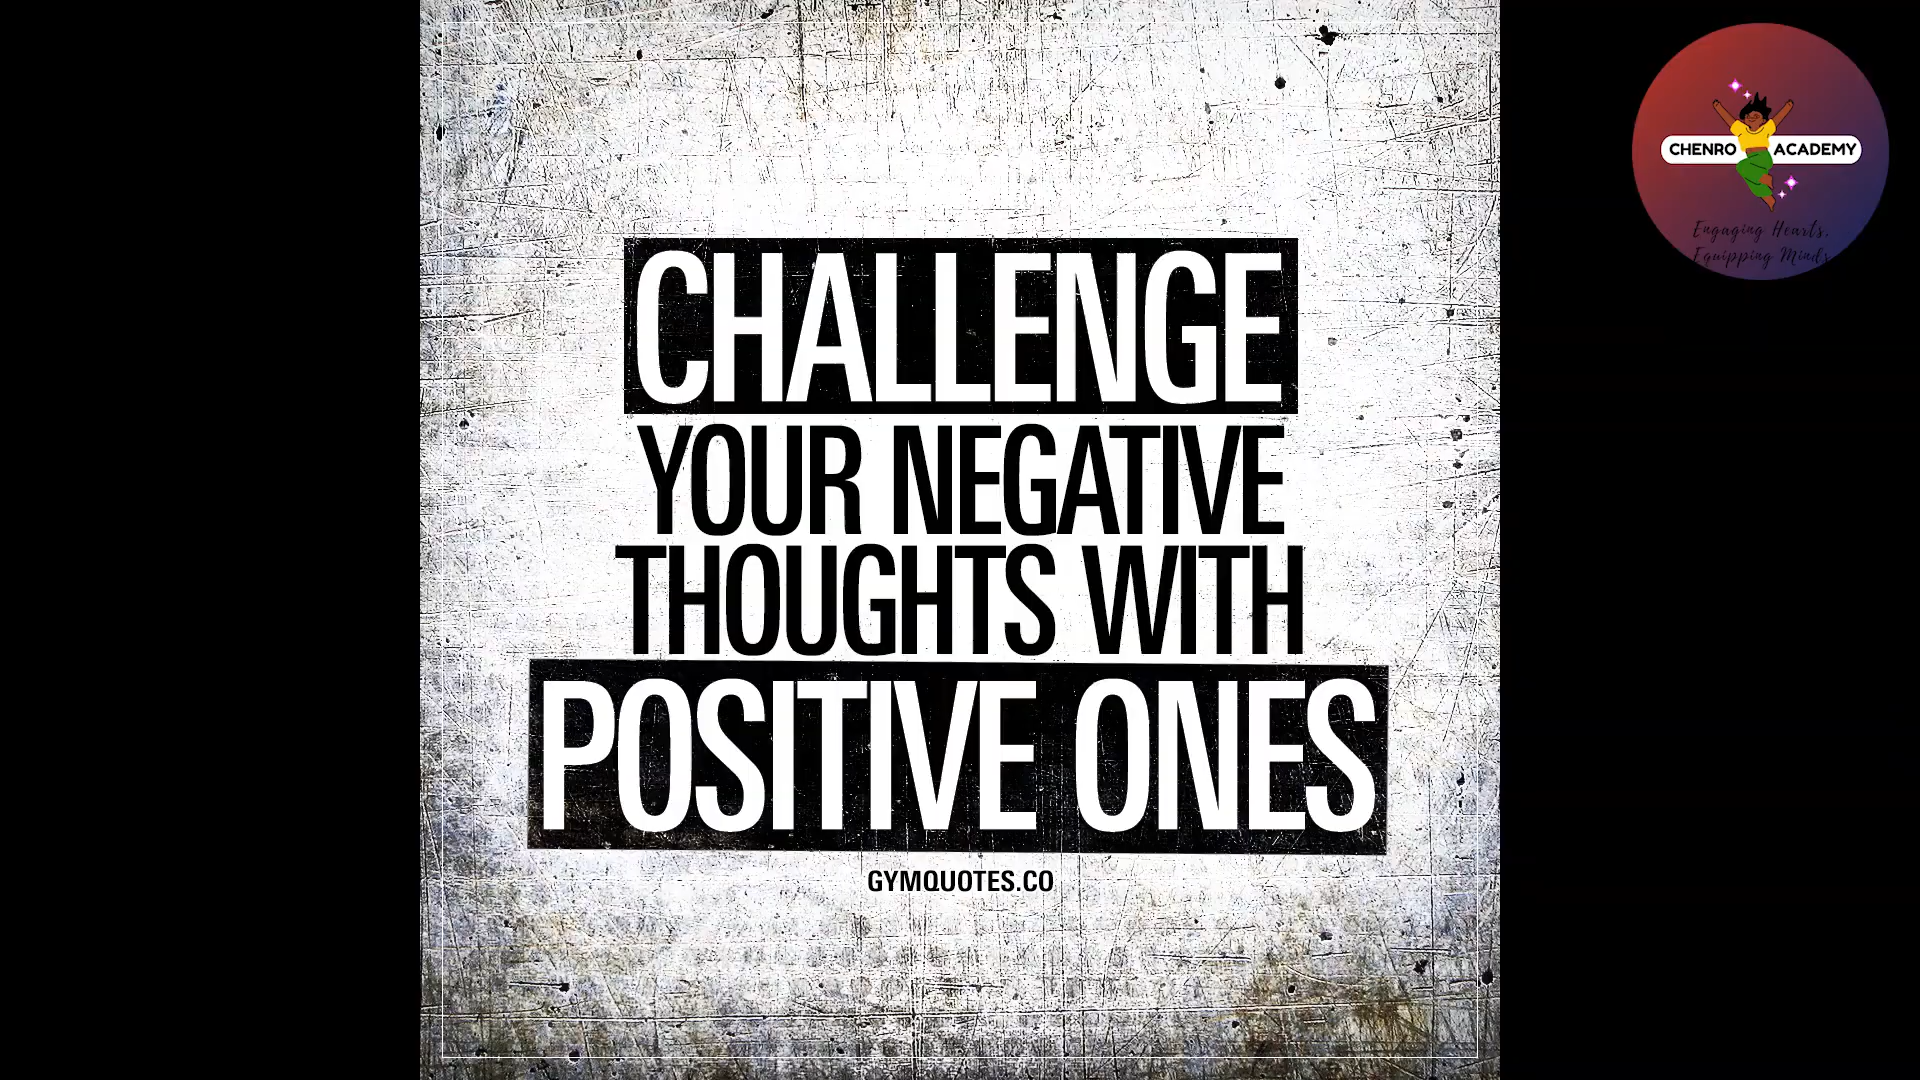 CHALLENGE
YOUR NEGATIVE
THOUGHTS WITH
POSITIVE ONES
GYMQUOTES.CO
CHENRO ACADEMY
Engaging Hearts,
Equipping Minds